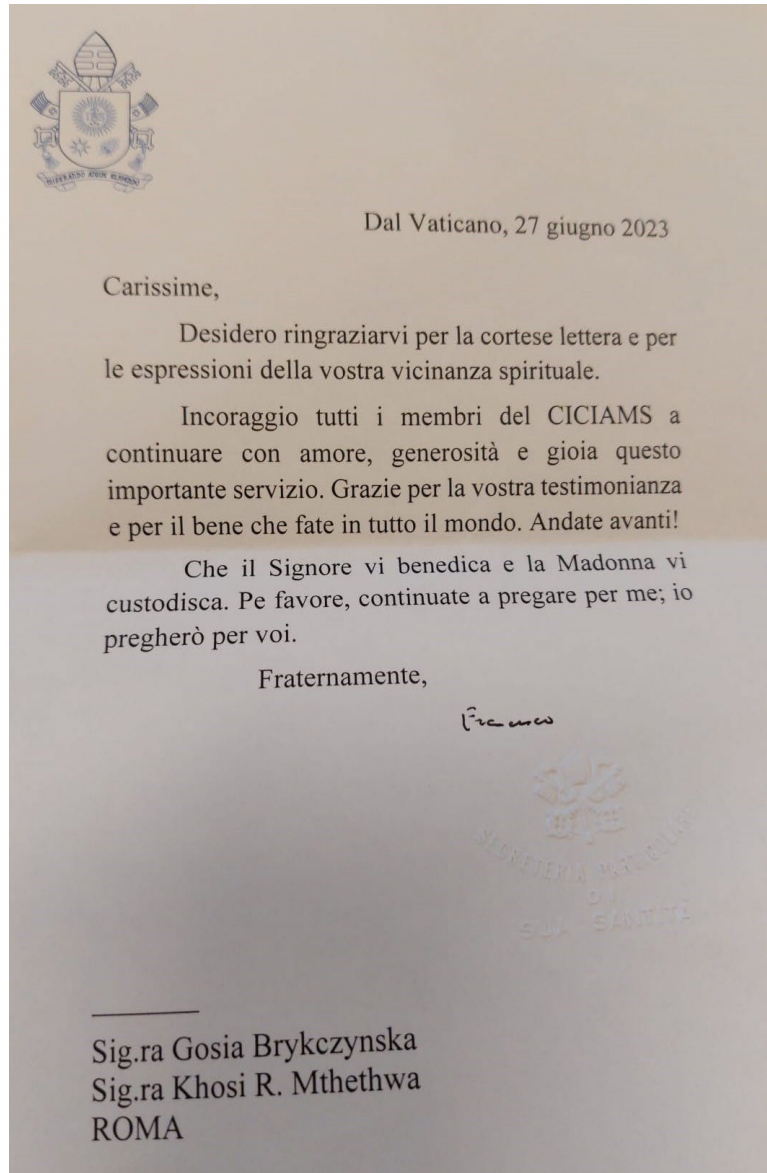 MISERANDO ATQUE ELIGENDO
Dal Vaticano, 27 giugno 2023
Carissime,
Desidero ringraziarvi per la cortese lettera e per
le espressioni della vostra vicinanza spirituale.
Incoraggio tutti i membri del CICIAMS a
continuare con amore, generosità e gioia questo
importante servizio. Grazie per la vostra testimonianza
e per il bene che fate in tutto il mondo. Andate avanti!
Che il Signore vi benedica e la Madonna vi
custodisca. Pe favore, continuate a pregare per me; io
pregherò per voi.
Fraternamente,
Francesco
SEGRETERIA PARTICOLARE
DI
SUA SANTITÀ
Sig.ra Gosia Brykczynska
Sig.ra Khosi R. Mthethwa
ROMA